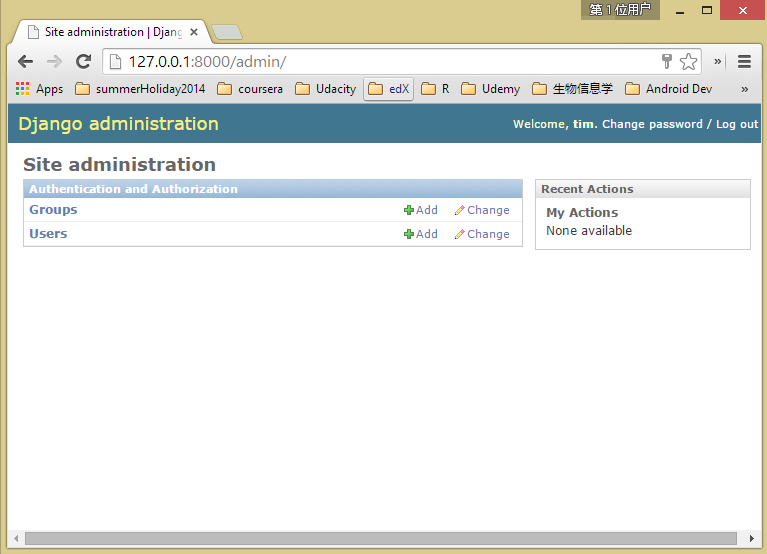 第 1 位用户
Site administration | Djang
127.0.0.1:8000/admin/
»
Apps summerHoliday2014 coursera Udacity edX R Udemy 生物信息学 Android Dev »
Django administration
Welcome, tim. Change password / Log out
Site administration
Authentication and Authorization
Groups Add Change
Users Add Change
Recent Actions
My Actions
None available